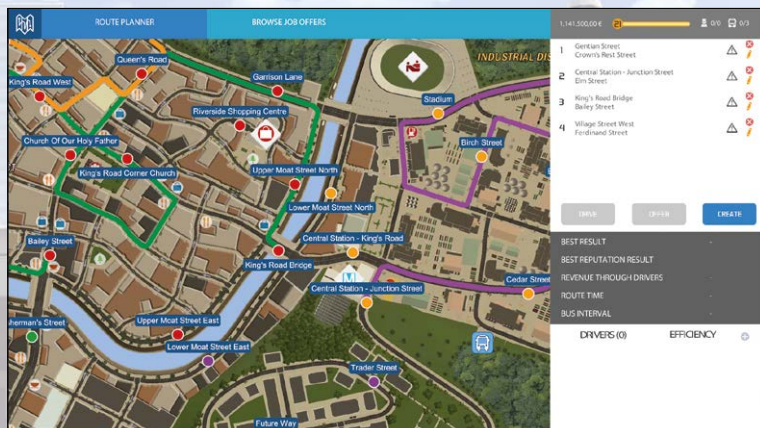 ROUTE PLANNER
BROWSE JOB OFFERS
1,141,500,00 €
21
0/0
0/3
INDUSTRIAL DIS
Queen's Road
King's Road West
Garrison Lane
Stadium
Riverside Shopping Centre
Church Of Our Holy Father
Birch Street
King's Road Corner Church
Upper Moat Street North
Lower Moat Street North
Bailey Street
Central Station - King's Road
King's Road Bridge
Cedar Street
Central Station - Junction Street
herman's Street
Upper Moat Street East
Lower Moat Street East
Trader Street
Future Way
1
Gentian Street
Crown's Rest Street
2
Central Station - Junction Street
Elm Street
3
King's Road Bridge
Bailey Street
4
Village Street West
Ferdinand Street
DRIVE
OFFER
CREATE
BEST RESULT -
BEST REPUTATION RESULT -
REVENUE THROUGH DRIVERS -
ROUTE TIME -
BUS INTERVAL -
DRIVERS (0)
EFFICIENCY